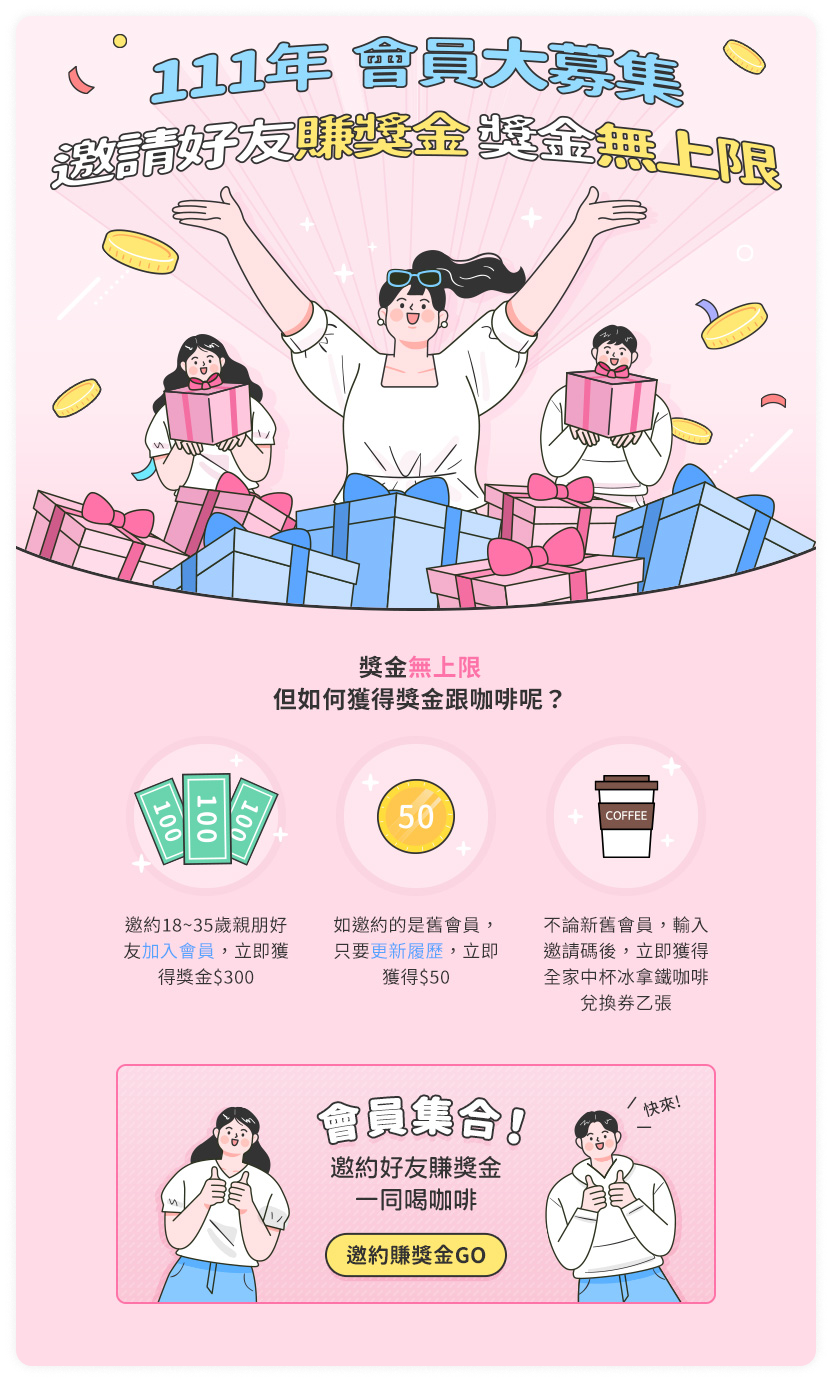 111年 會員大募集
邀請好友賺獎金 獎金無上限
獎金無上限
但如何獲得獎金跟咖啡呢？
100
100
100
50
COFFEE
邀約18~35歲親朋好
友加入會員，立即獲
得獎金$300
如邀約的是舊會員，
只要更新履歷，立即
獲得$50
不論新舊會員，輸入
邀請碼後，立即獲得
全家中杯冰拿鐵咖啡
兌換券乙張
會員集合!
快來!
邀約好友賺獎金
一同喝咖啡
邀約賺獎金GO